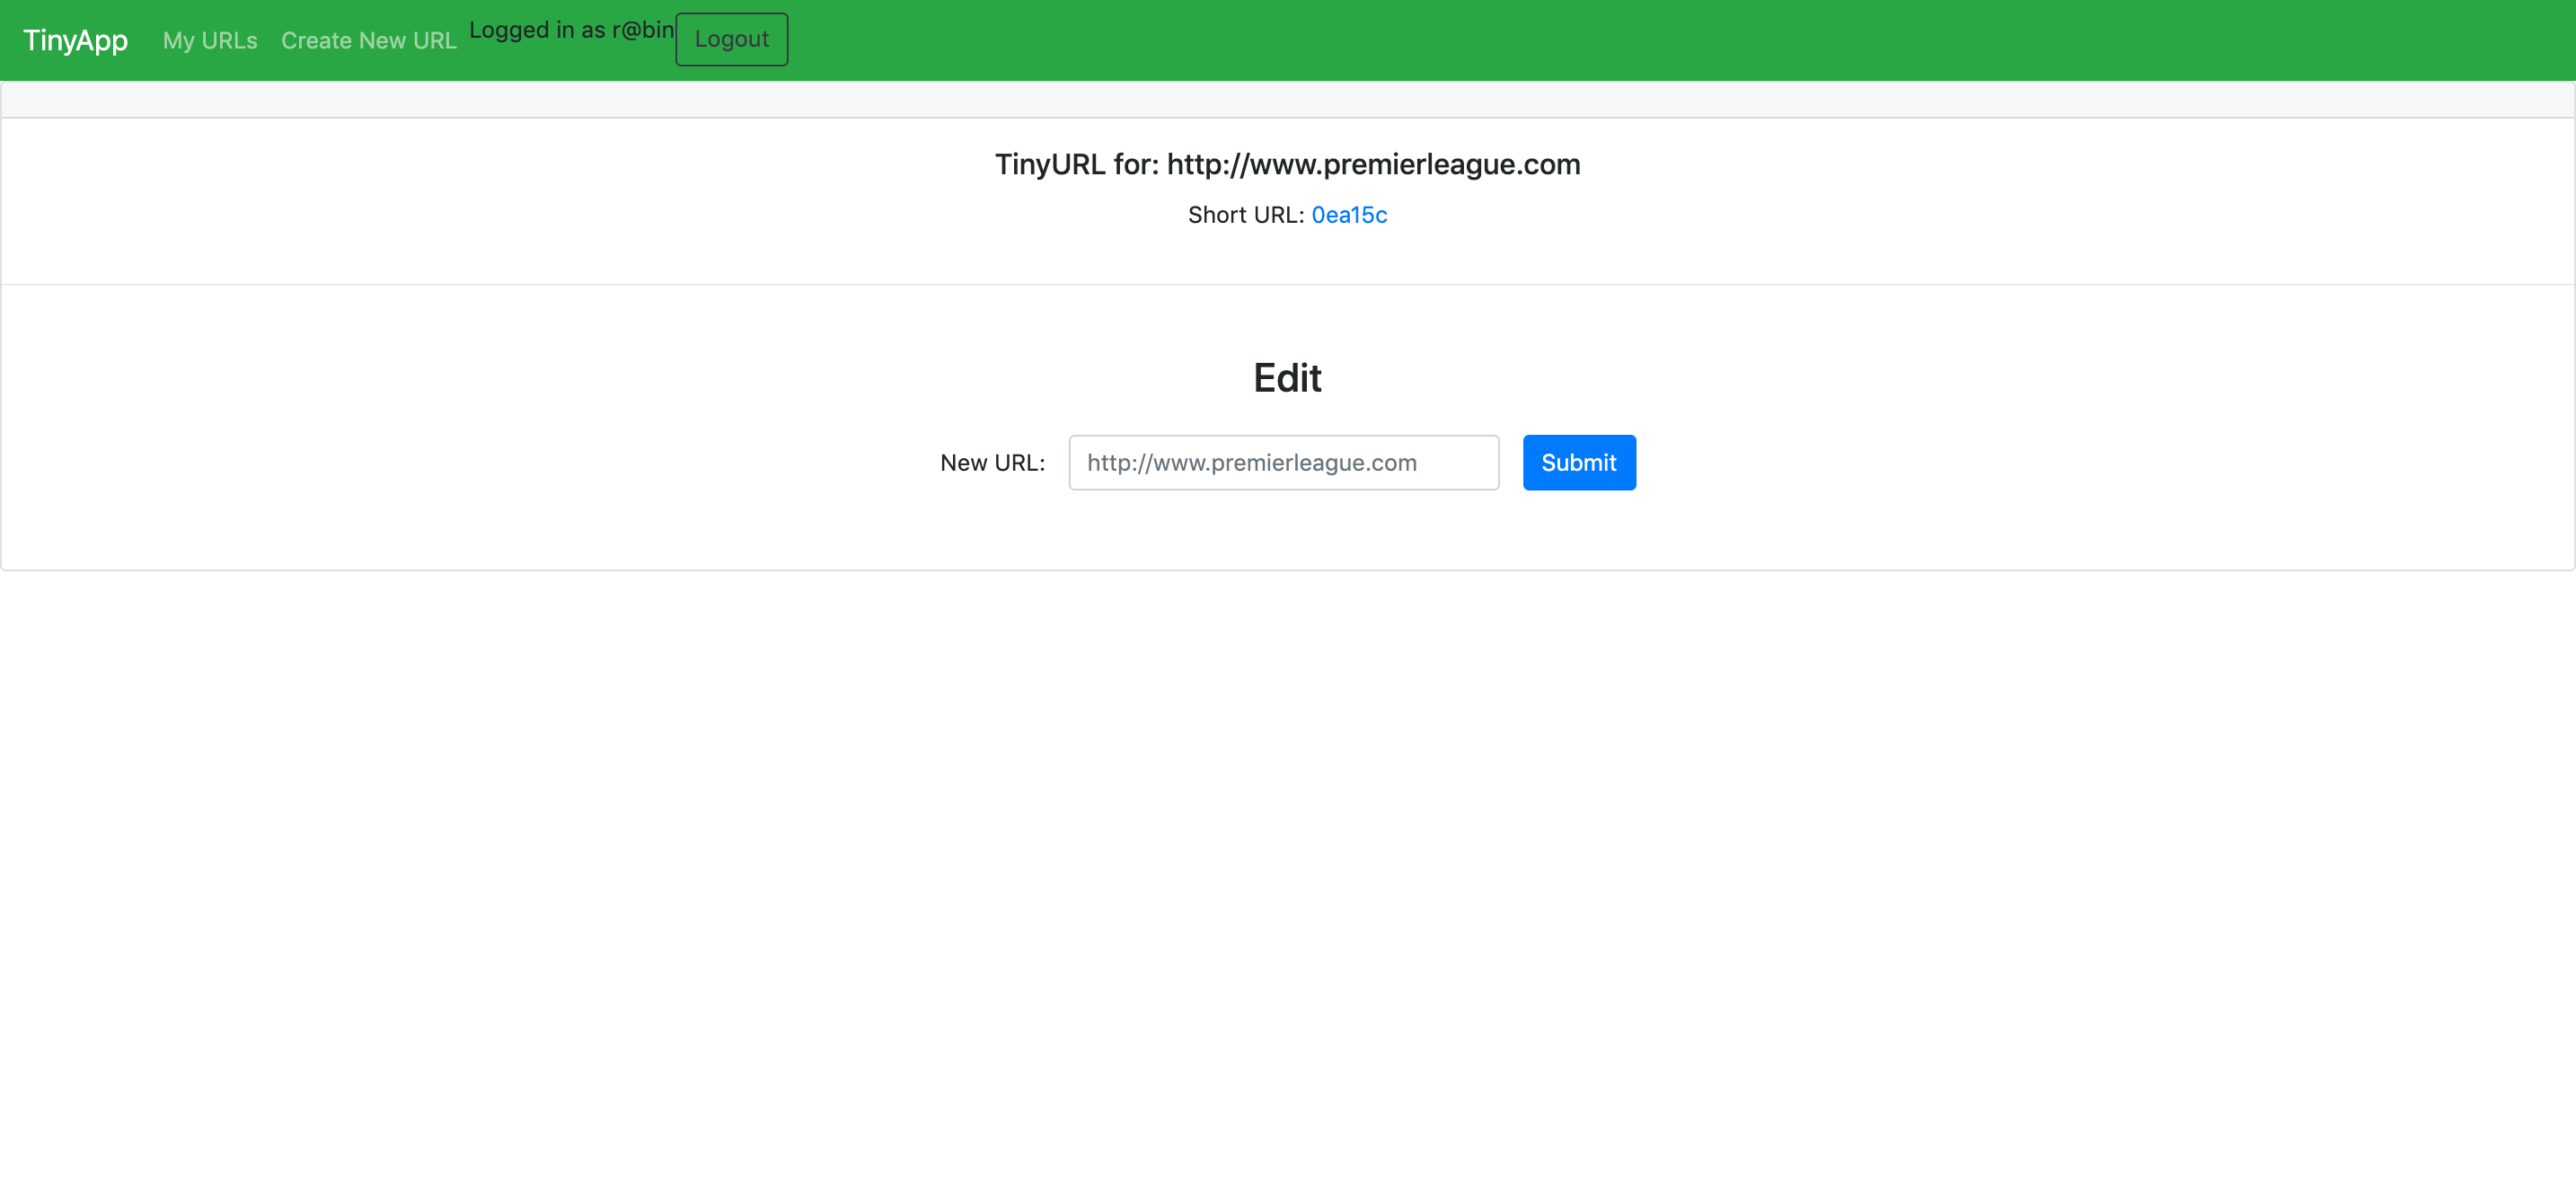 TinyApp My URLs Create New URL Logged in as r@bin Logout
TinyURL for: http://www.premierleague.com
Short URL: 0ea15c
Edit
New URL: http://www.premierleague.com Submit